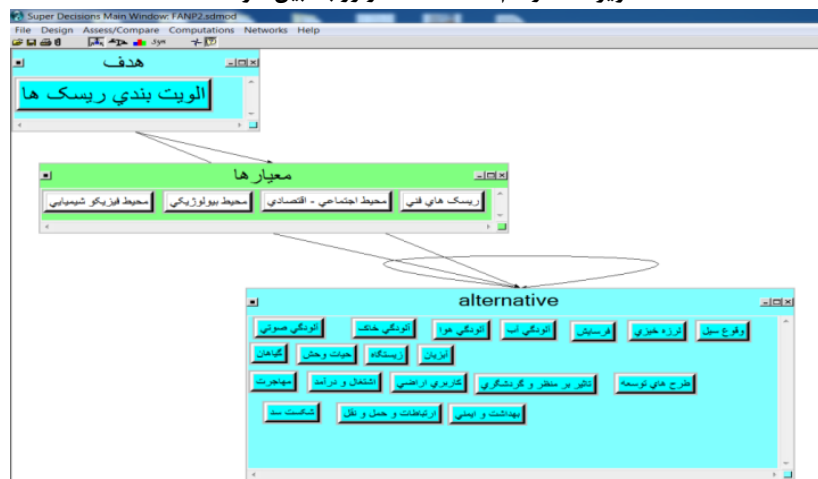 Super Decisions Main Window: FANP2.sdmod
File Design Assess/Compare Computations Networks Help
هدف
الويت بندي ريسک ها
معيار ها
ريسک هاي فني محيط اجتماعي - اقتصادي محيط بيولوژيکي محيط فيزيکو شيميايي
alternative
وقوع سيل لرزه خيزي فرسايش آلودگي آب آلودگي هوا آلودگي خاک آلودگي صوتي
آبزيان زيستگاه حيات وحش گياهان
طرح هاي توسعه تاثير بر منظر و گردشگري کاربري اراضي اشتغال و درآمد مهاجرت
بهداشت و ايمني ارتباطات و حمل و نقل شکست سد